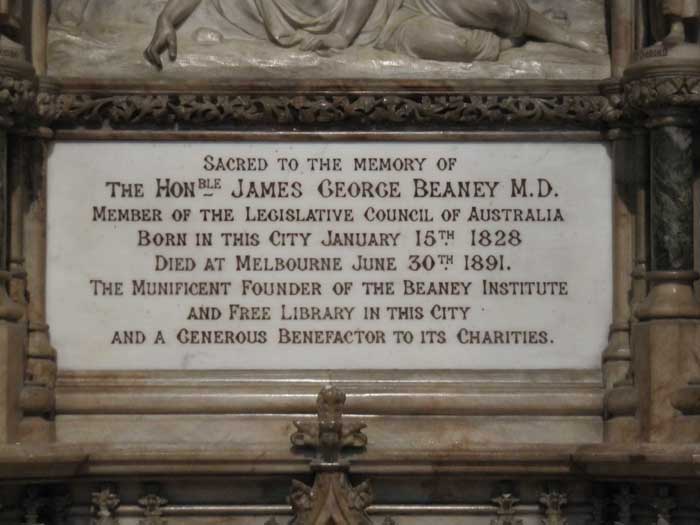 Sacred to the memory of
The Honble James George Beaney M.D.
Member of the Legislative Council of Australia
Born in this City January 15th 1828
Died at Melbourne June 30th 1891.
The Munificent Founder of the Beaney Institute
and Free Library in this City
and a Generous Benefactor to its Charities.